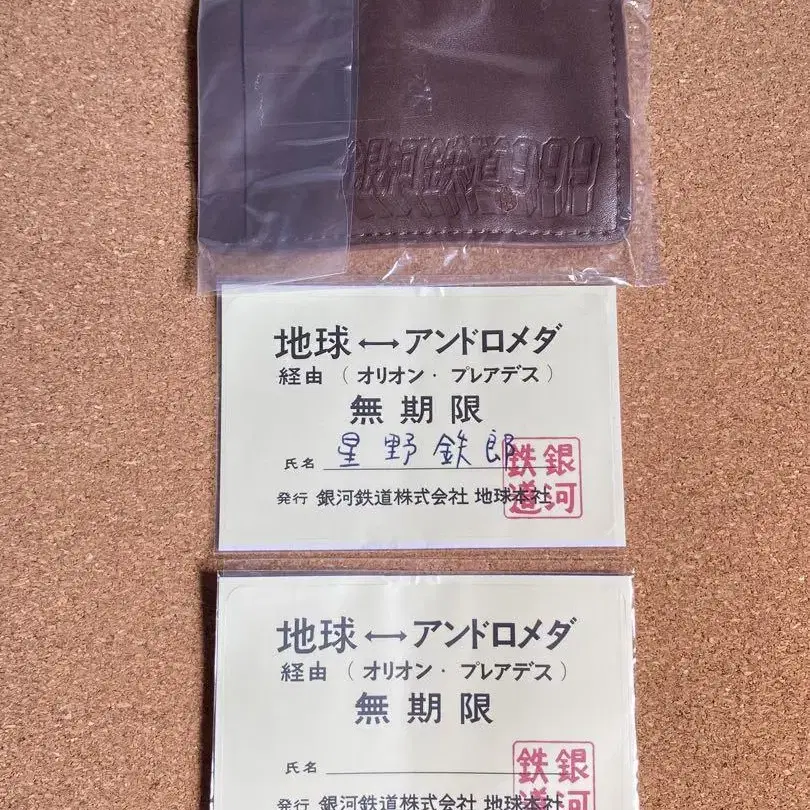 銀河鉄道999
地球↔アンドロメダ
経由（オリオン・プレアデス）
無期限
氏名 星野鉄郎
発行 銀河鉄道株式会社 地球本社
銀河鉄道
地球↔アンドロメダ
経由（オリオン・プレアデス）
無期限
氏名
発行 銀河鉄道株式会社 地球本社
銀河鉄道